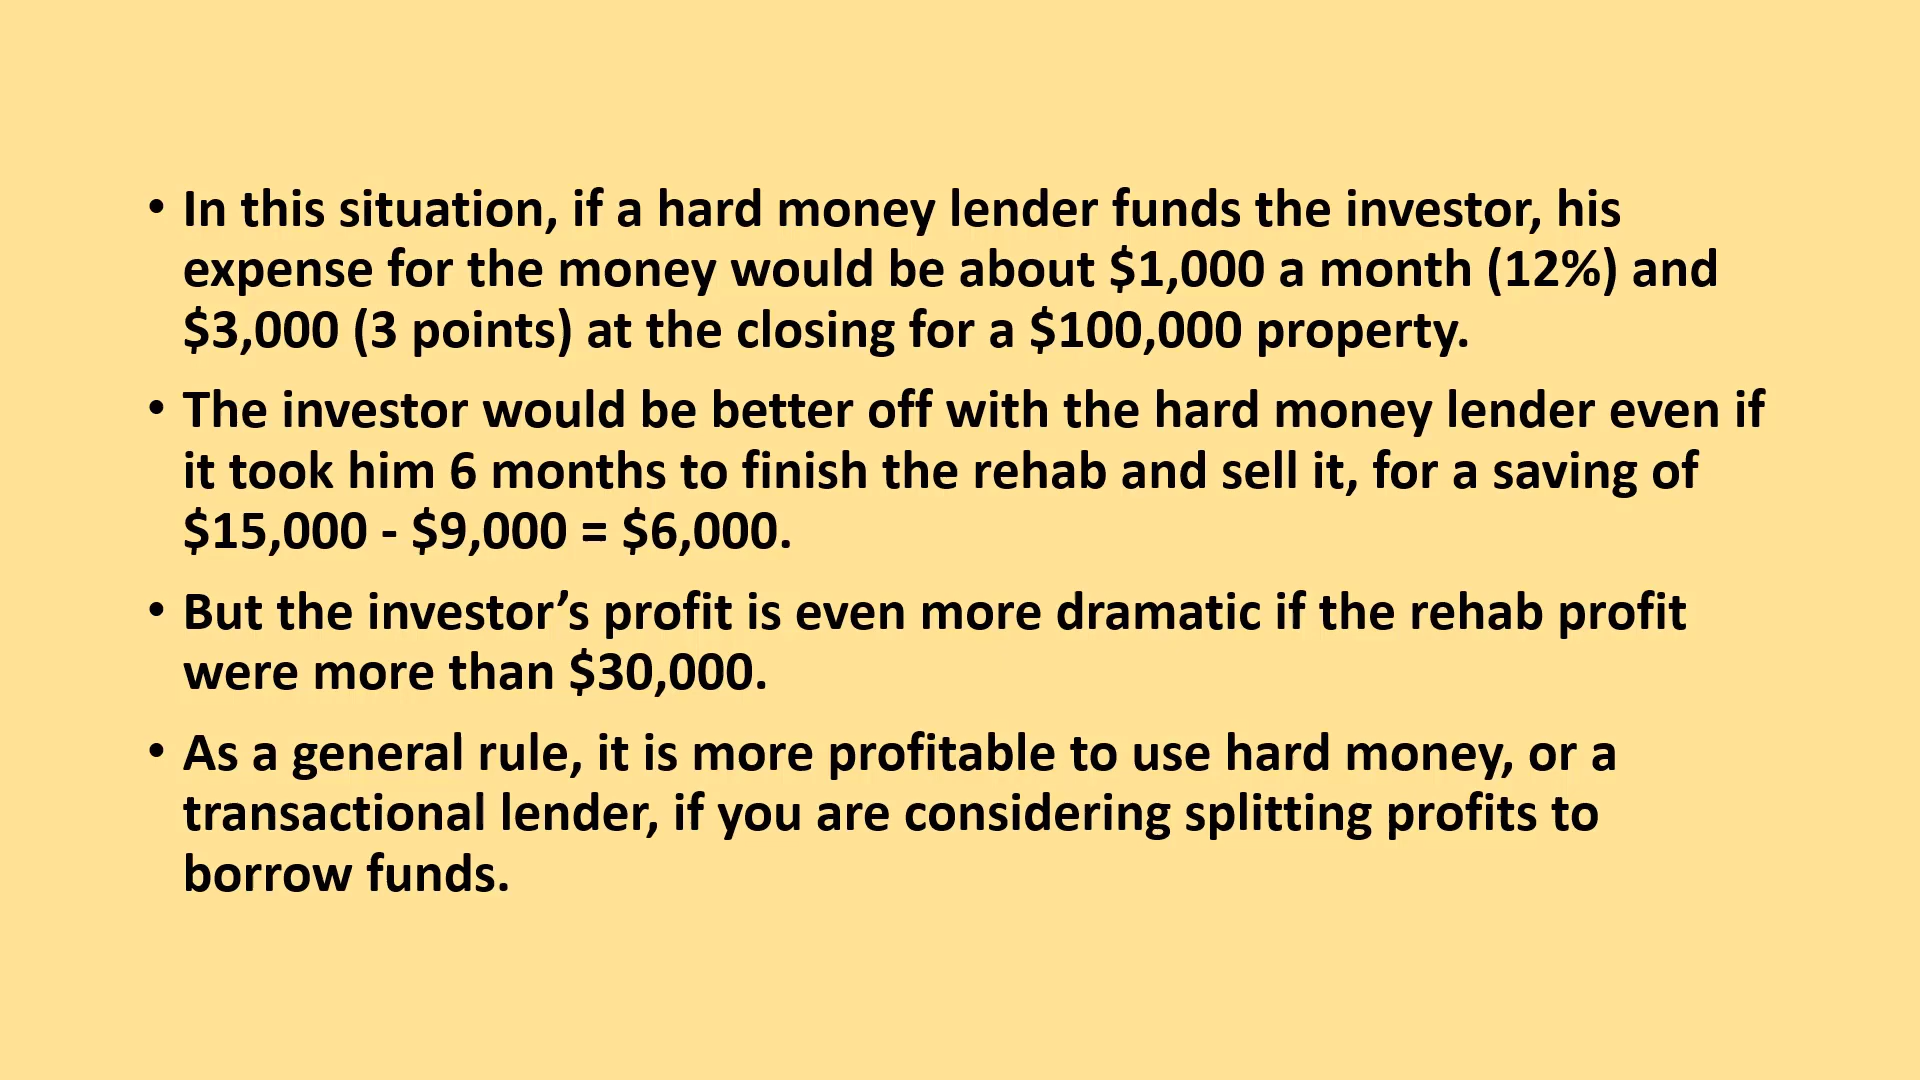 • In this situation, if a hard money lender funds the investor, his
expense for the money would be about $1,000 a month (12%) and
$3,000 (3 points) at the closing for a $100,000 property.
• The investor would be better off with the hard money lender even if
it took him 6 months to finish the rehab and sell it, for a saving of
$15,000 - $9,000 = $6,000.
• But the investor’s profit is even more dramatic if the rehab profit
were more than $30,000.
• As a general rule, it is more profitable to use hard money, or a
transactional lender, if you are considering splitting profits to
borrow funds.